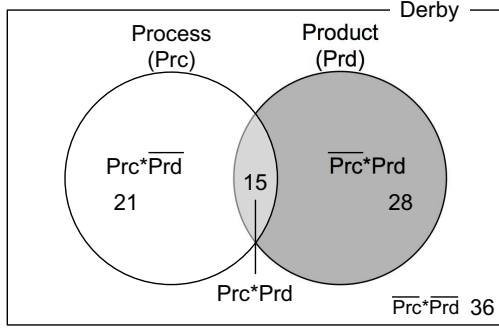 Derby
Process
(Prc)
Product
(Prd)
Prc*P̅r̅d̅
21
15
P̅r̅c̅*Prd
28
Prc*Prd
P̅r̅c̅*P̅r̅d̅ 36